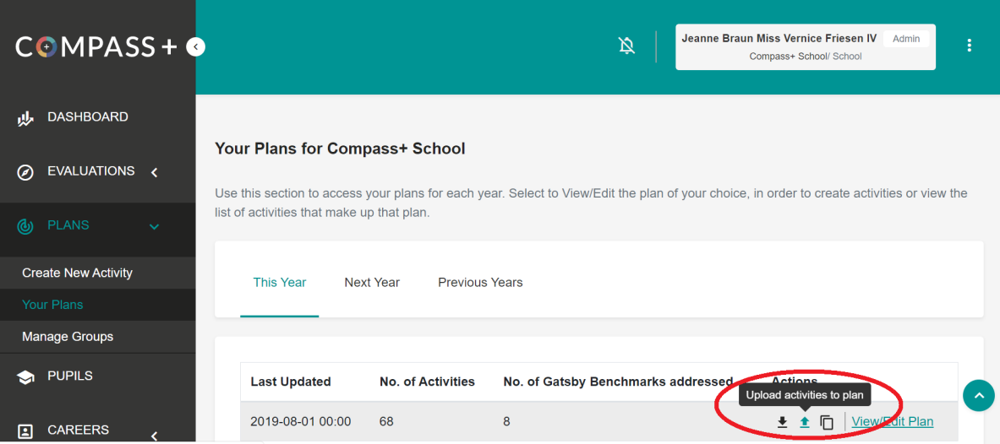 COMPASS+
Jeanne Braun Miss Vernice Friesen IV Admin
Compass+ School/ School
DASHBOARD
EVALUATIONS
PLANS
Create New Activity
Your Plans
Manage Groups
PUPILS
CAREERS
Your Plans for Compass+ School
Use this section to access your plans for each year. Select to View/Edit the plan of your choice, in order to create activities or view the
list of activities that make up that plan.
This Year Next Year Previous Years
Last Updated No. of Activities No. of Gatsby Benchmarks addressed Actions
Upload activities to plan
2019-08-01 00:00 68 8 View/Edit Plan